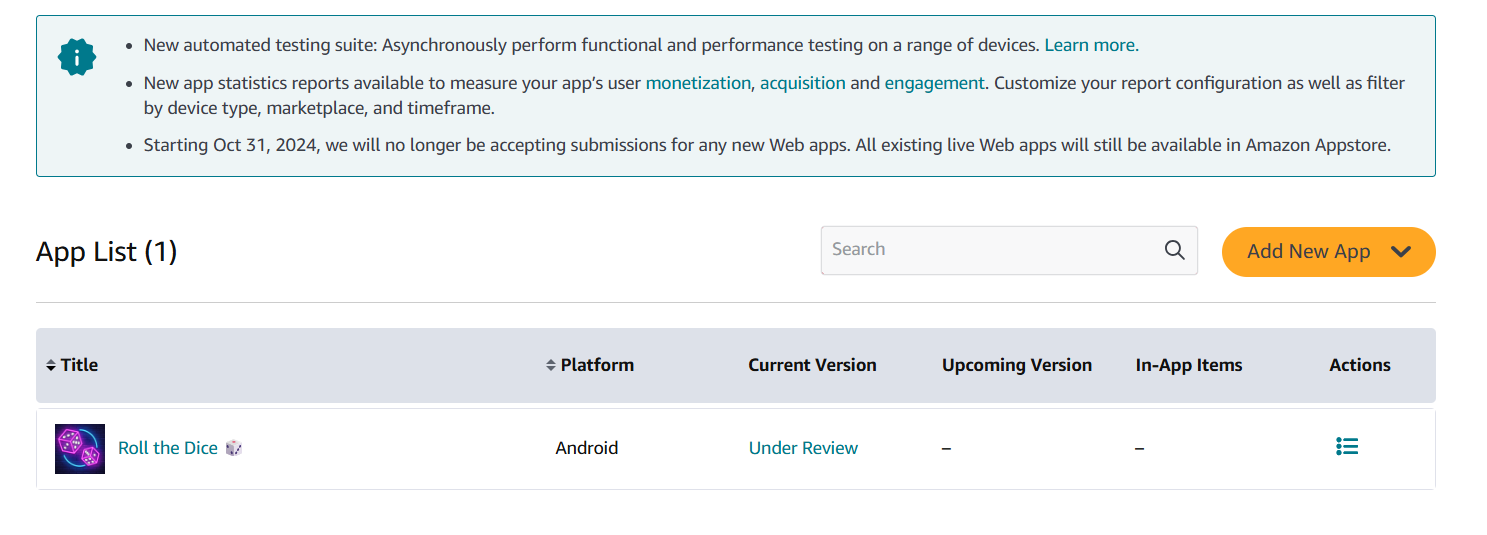 New automated testing suite: Asynchronously perform functional and performance testing on a range of devices. Learn more.
New app statistics reports available to measure your app’s user monetization, acquisition and engagement. Customize your report configuration as well as filter
by device type, marketplace, and timeframe.
Starting Oct 31, 2024, we will no longer be accepting submissions for any new Web apps. All existing live Web apps will still be available in Amazon Appstore.
App List (1)
Search
Add New App
Title Platform Current Version Upcoming Version In-App Items Actions
Roll the Dice 🎲 Android Under Review – –